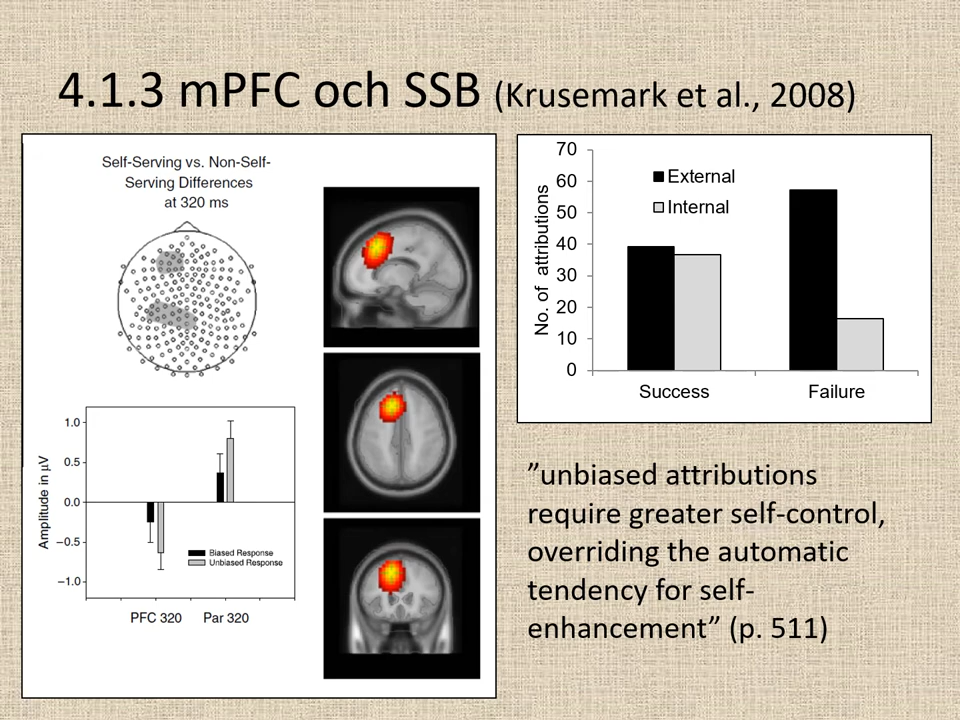 4.1.3 mPFC och SSB (Krusemark et al., 2008)
Self-Serving vs. Non-Self-
Serving Differences
at 320 ms
Amplitude in μV
1.0
0.5
0.0
−0.5
−1.0
Biased Response
Unbiased Response
PFC 320 Par 320
No. of attributions
70
60
50
40
30
20
10
0
External
Internal
Success Failure
”unbiased attributions
require greater self-control,
overriding the automatic
tendency for self-
enhancement” (p. 511)